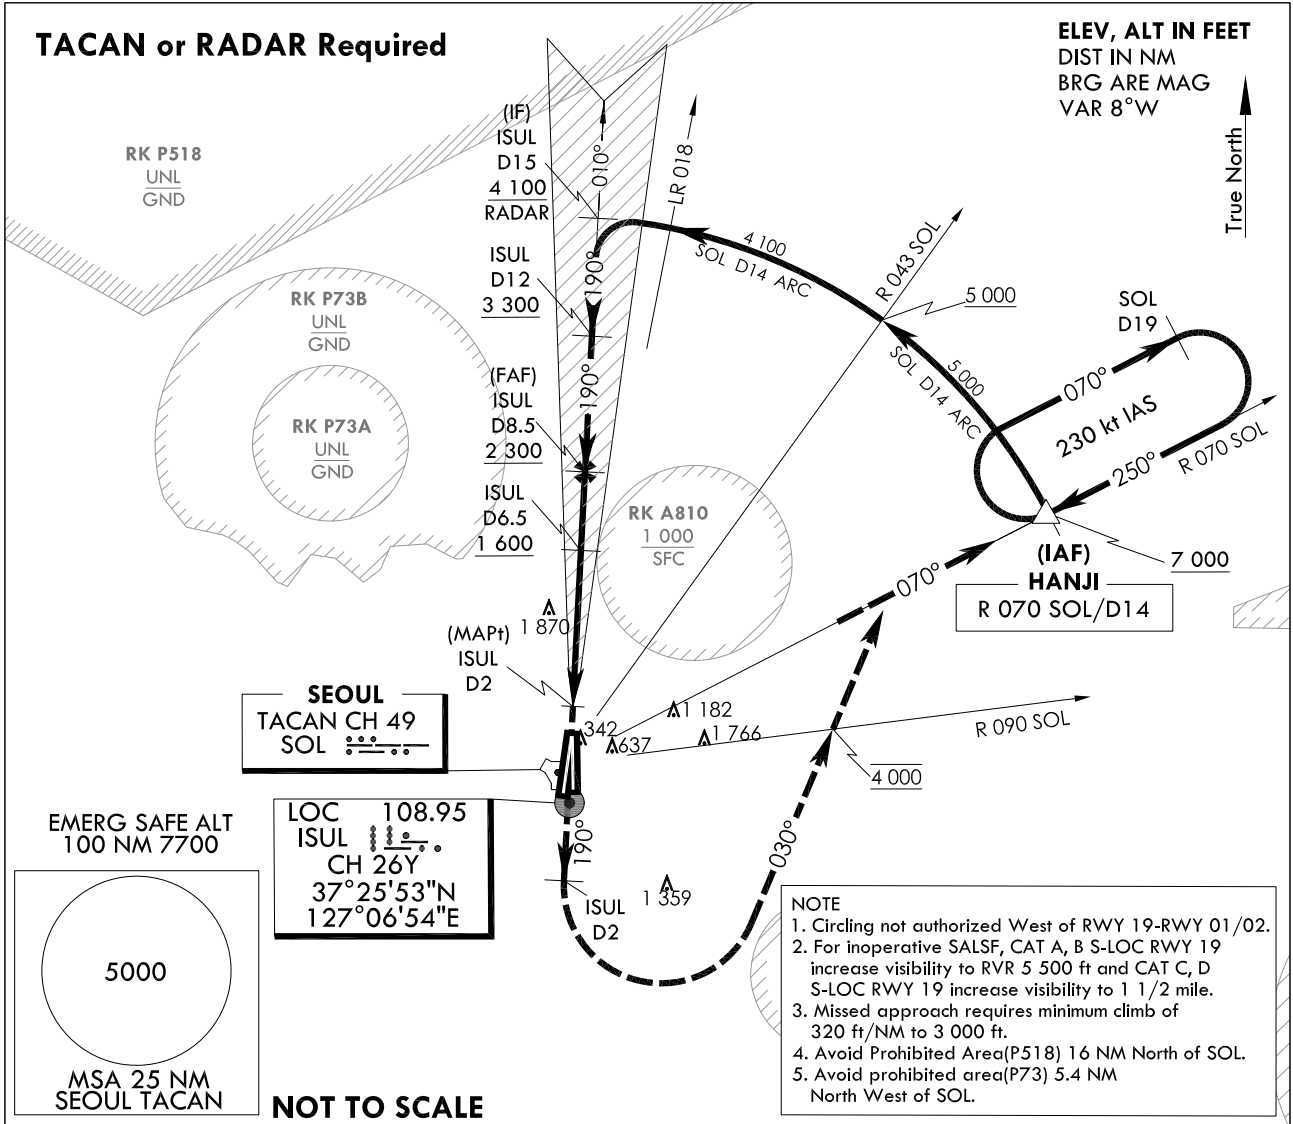 TACAN or RADAR Required
ELEV, ALT IN FEET
DIST IN NM
BRG ARE MAG
VAR 8°W
True North
RK P518
UNL
GND
(IF)
ISUL
D15
4 100
RADAR
010°
LR 018
ISUL
D12
3 300
190°
4 100
SOL D14 ARC
R 043 SOL
5 000
SOL
D19
RK P73B
UNL
GND
(FAF)
ISUL
D8.5
2 300
190°
5 000
SOL D14 ARC
070°
230 kt IAS
250°
R 070 SOL
RK P73A
UNL
GND
ISUL
D6.5
1 600
RK A810
1 000
SFC
(IAF)
HANJI
R 070 SOL/D14
7 000
070°
1 870
(MAPt)
ISUL
D2
SEOUL
TACAN CH 49
SOL
342
637
1 182
1 766
R 090 SOL
4 000
LOC 108.95
ISUL
CH 26Y
37°25'53"N
127°06'54"E
190°
ISUL
D2
1 359
030°
EMERG SAFE ALT
100 NM 7700
5000
MSA 25 NM
SEOUL TACAN
NOT TO SCALE
NOTE
1. Circling not authorized West of RWY 19-RWY 01/02.
2. For inoperative SALSF, CAT A, B S-LOC RWY 19
increase visibility to RVR 5 500 ft and CAT C, D
S-LOC RWY 19 increase visibility to 1 1/2 mile.
3. Missed approach requires minimum climb of
320 ft/NM to 3 000 ft.
4. Avoid Prohibited Area(P518) 16 NM North of SOL.
5. Avoid prohibited area(P73) 5.4 NM
North West of SOL.